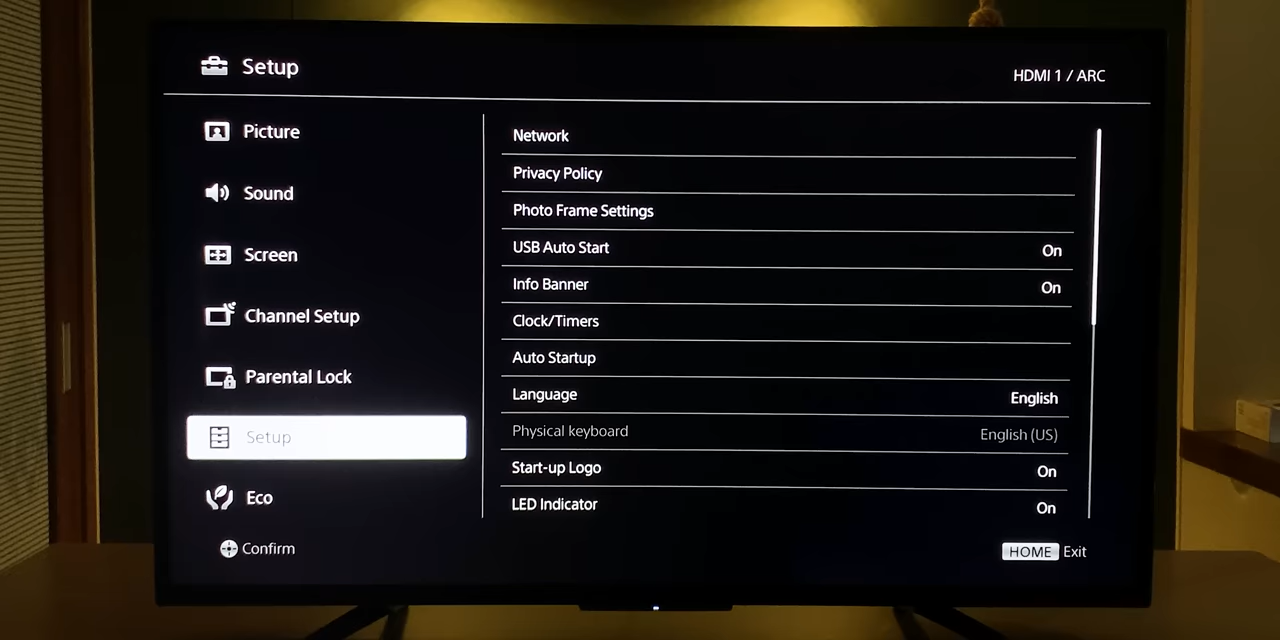 Setup
HDMI 1 / ARC
Picture
Sound
Screen
Channel Setup
Parental Lock
Setup
Eco
Network
Privacy Policy
Photo Frame Settings
USB Auto Start On
Info Banner On
Clock/Timers
Auto Startup
Language English
Physical keyboard English (US)
Start-up Logo On
LED Indicator On
Confirm
HOME Exit